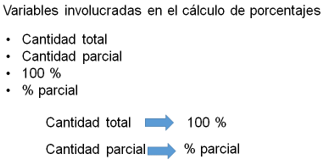 Variables involucradas en el cálculo de porcentajes
• Cantidad total
• Cantidad parcial
• 100 %
• % parcial
Cantidad total 100 %
Cantidad parcial % parcial